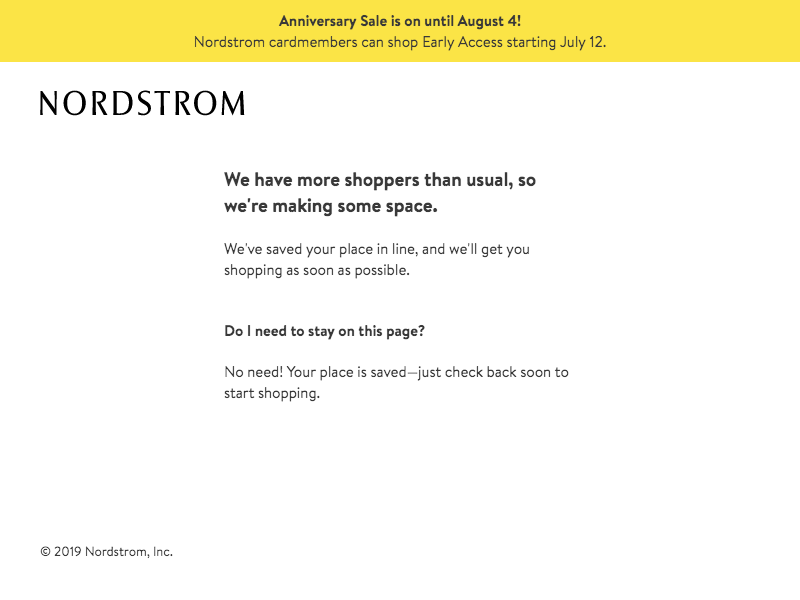 Anniversary Sale is on until August 4!
Nordstrom cardmembers can shop Early Access starting July 12.
NORDSTROM
We have more shoppers than usual, so
we're making some space.
We've saved your place in line, and we'll get you
shopping as soon as possible.
Do I need to stay on this page?
No need! Your place is saved—just check back soon to
start shopping.
© 2019 Nordstrom, Inc.